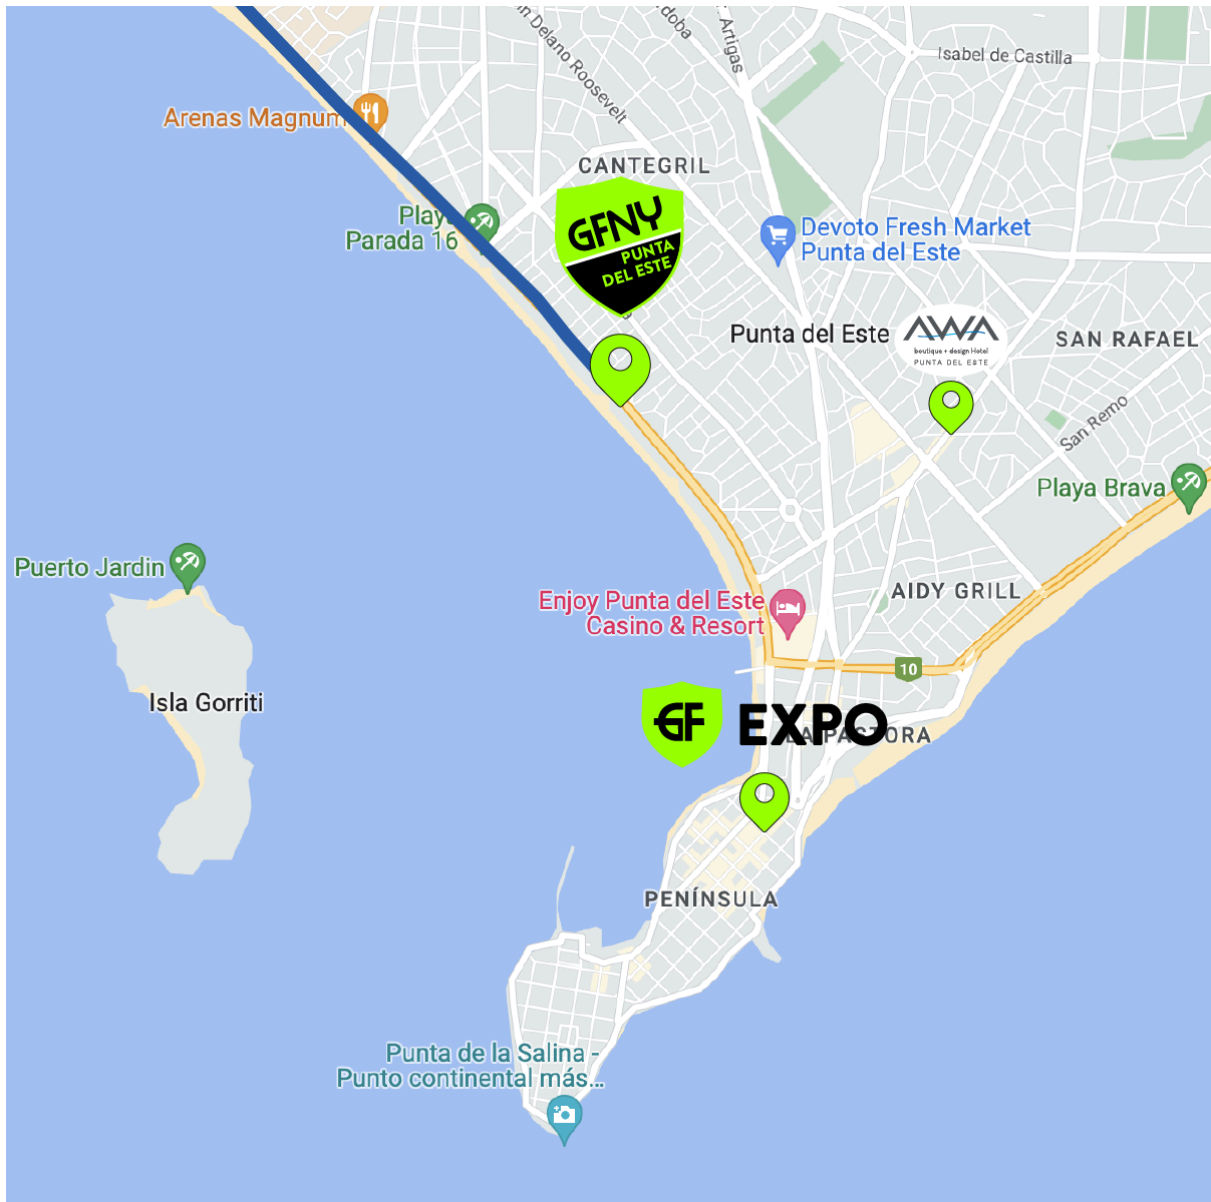 n Delano Roosevelt
rdoba
Artigas
Isabel de Castilla
Arenas Magnum
CANTEGRIL
GFNY
PUNTA
DEL ESTE
Playa
Parada 16
Devoto Fresh Market
Punta del Este
Punta del Este
AWA
boutique + design Hotel
PUNTA DEL ESTE
SAN RAFAEL
San Remo
Playa Brava
Puerto Jardin
AIDY GRILL
Enjoy Punta del Este
Casino & Resort
10
Isla Gorriti
GF
EXPO
LA PASTORA
PENÍNSULA
Punta de la Salina -
Punto continental más...